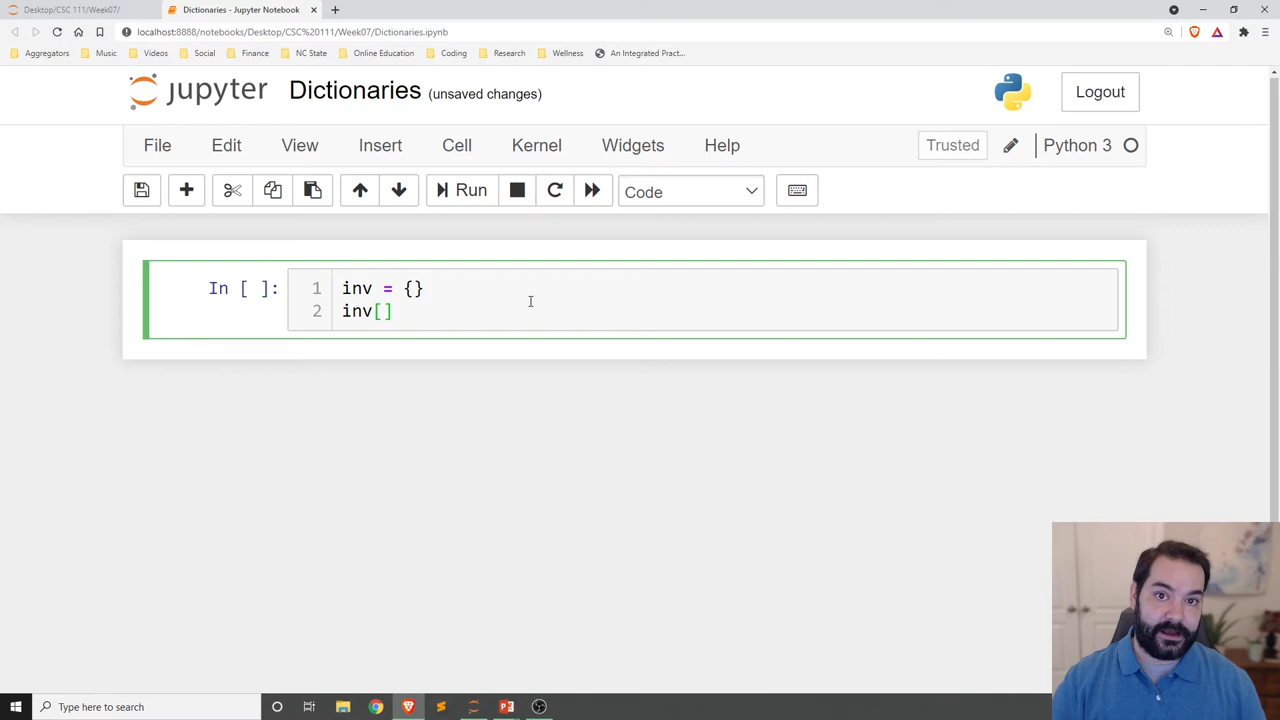 Desktop/CSC 111/Week07/
Dictionaries - Jupyter Notebook
localhost:8888/notebooks/Desktop/CSC%20111/Week07/Dictionaries.ipynb
Aggregators Music Videos Social Finance NC State Online Education Coding Research Wellness An Integrated Pract...
jupyter Dictionaries (unsaved changes) Logout
File Edit View Insert Cell Kernel Widgets Help Trusted Python 3
Run Code
In [ ]: 1 inv = {}
2 inv[]
Type here to search